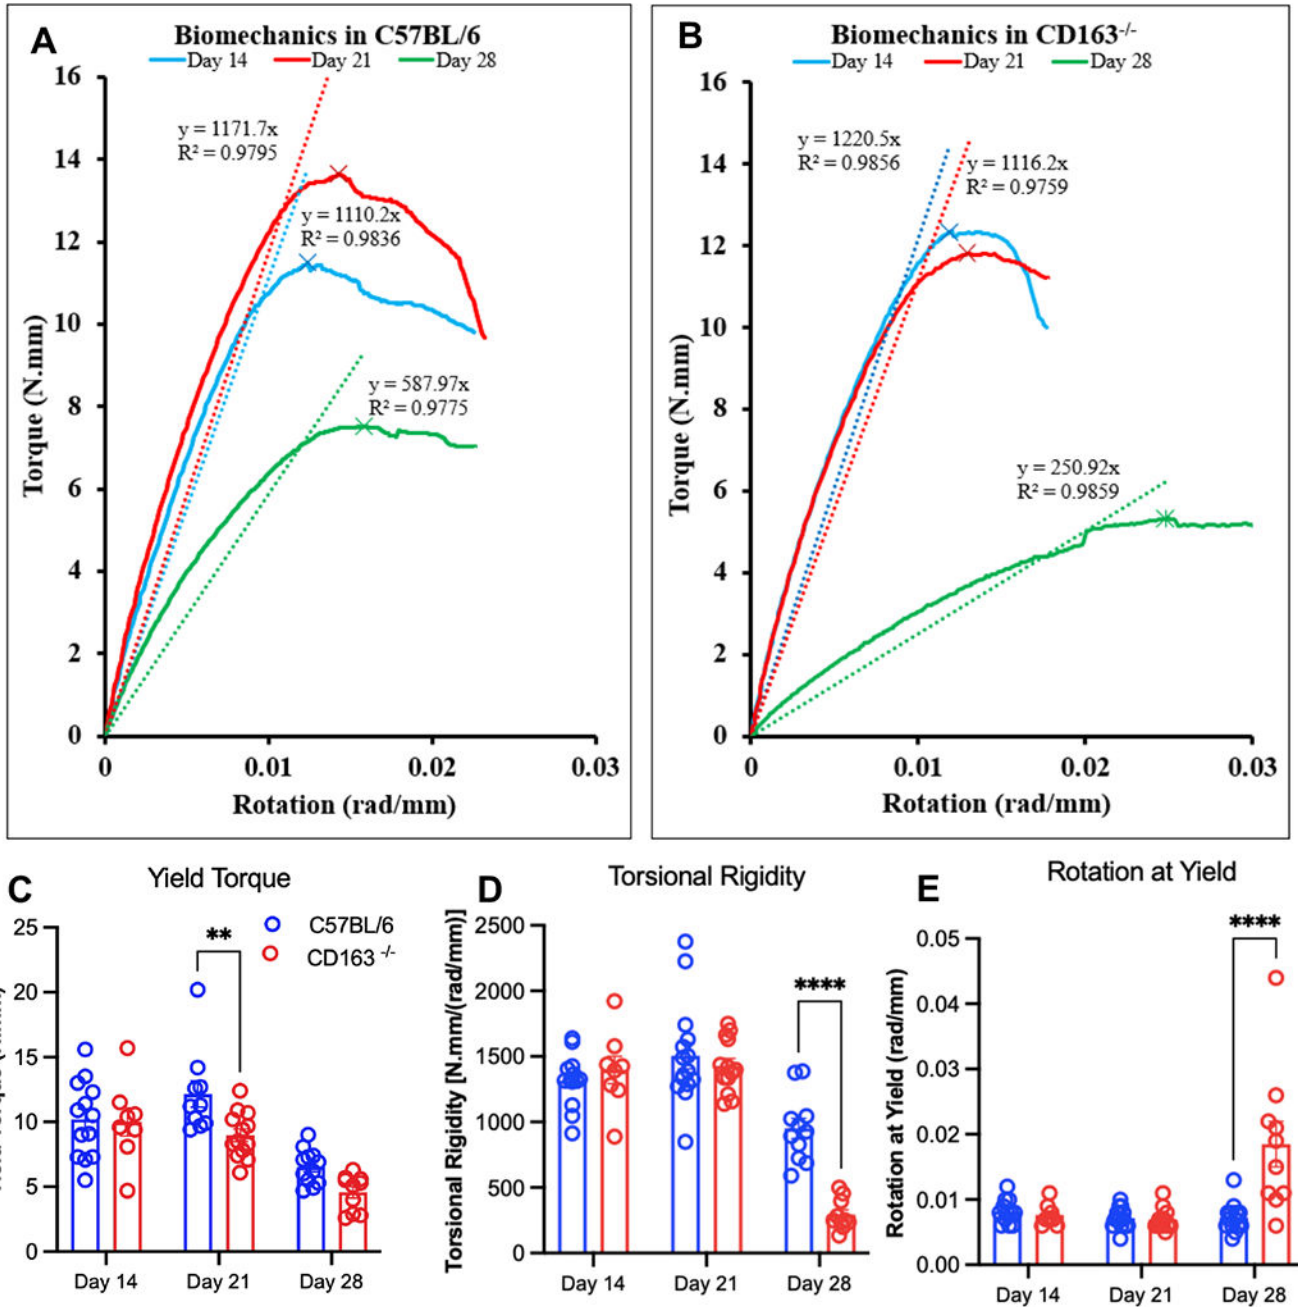 A
Biomechanics in C57BL/6
Day 14 Day 21 Day 28
16
14
12
10
8
6
4
2
0
Torque (N.mm)
y = 1171.7x
R² = 0.9795
y = 1110.2x
R² = 0.9836
y = 587.97x
R² = 0.9775
0 0.01 0.02 0.03
Rotation (rad/mm)
B
Biomechanics in CD163-/-
Day 14 Day 21 Day 28
16
14
12
10
8
6
4
2
0
Torque (N.mm)
y = 1220.5x
R² = 0.9856
y = 1116.2x
R² = 0.9759
y = 250.92x
R² = 0.9859
0 0.01 0.02 0.03
Rotation (rad/mm)
C
Yield Torque
C57BL/6
CD163 -/-
25
20
15
10
5
0
**
Day 14 Day 21 Day 28
D
Torsional Rigidity
Torsional Rigidity [N.mm/(rad/mm)]
2500
2000
1500
1000
500
0
****
Day 14 Day 21 Day 28
E
Rotation at Yield
Rotation at Yield (rad/mm)
0.05
0.04
0.03
0.02
0.01
0.00
****
Day 14 Day 21 Day 28